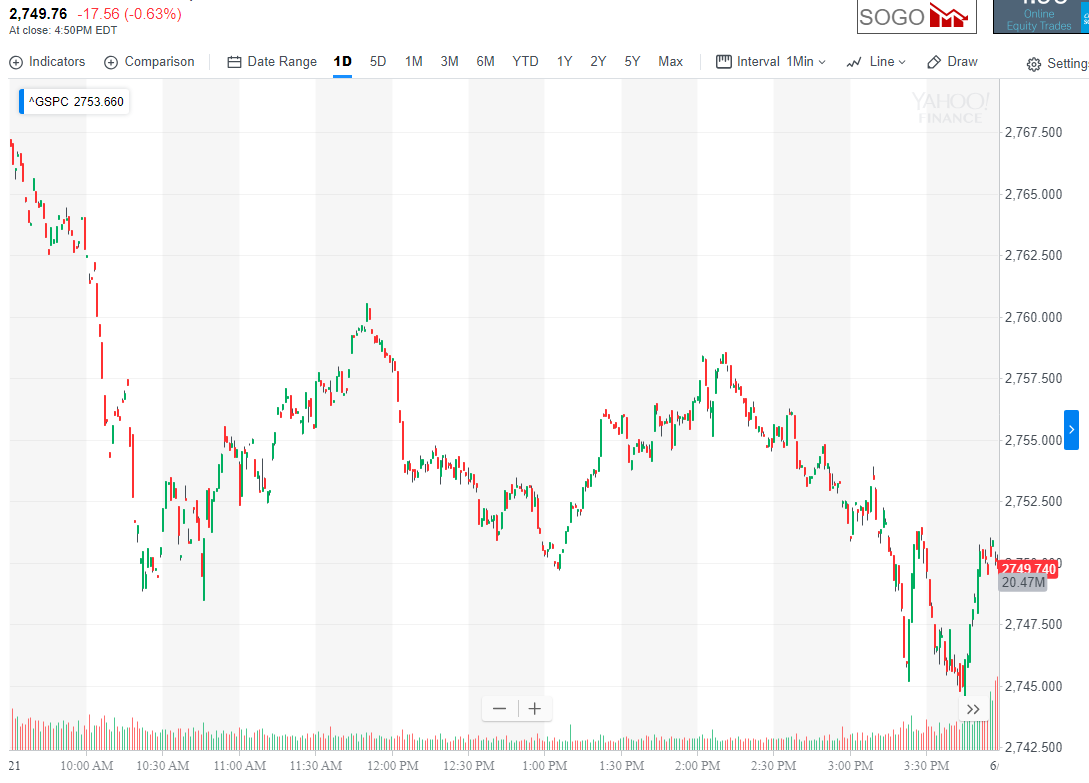 2,749.76 -17.56 (-0.63%)
At close: 4:50PM EDT
SOGO
Online
Equity Trades
Indicators Comparison Date Range 1D 5D 1M 3M 6M YTD 1Y 2Y 5Y Max Interval 1Min Line Draw Setting
^GSPC 2753.660
YAHOO!
FINANCE
2,767.500
2,765.000
2,762.500
2,760.000
2,757.500
2,755.000
2,752.500
2749.740
20.47M
2,747.500
2,745.000
2,742.500
21 10:00 AM 10:30 AM 11:00 AM 11:30 AM 12:00 PM 12:30 PM 1:00 PM 1:30 PM 2:00 PM 2:30 PM 3:00 PM 3:30 PM 6/